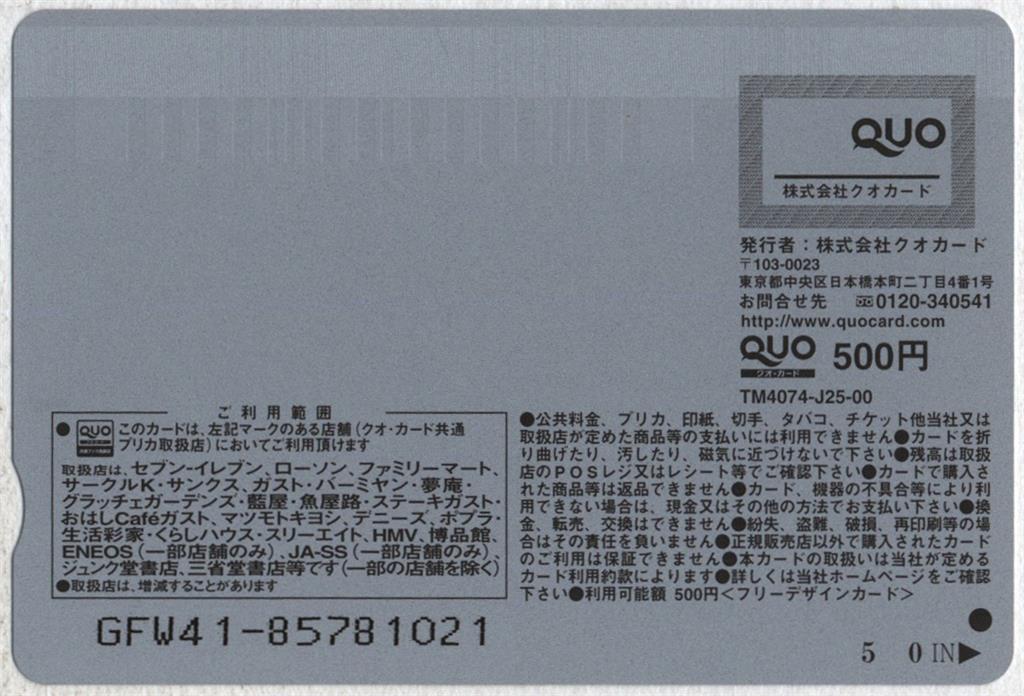 QUO
株式会社クオカード
発行者：株式会社クオカード
〒103-0023
東京都中央区日本橋本町二丁目4番1号
お問合せ先 0120-340541
http://www.quocard.com
QUO 500円
クオ・カード
TM4074-J25-00
ご利用範囲
●QUO このカードは、左記マークのある店舗（クオ・カード共通
プリカ取扱店）においてご利用頂けます
取扱店は、セブン-イレブン、ローソン、ファミリーマート、
サークルK・サンクス、ガスト・バーミヤン・夢庵・
グラッチェガーデンズ・藍屋・魚屋路・ステーキガスト・
おはしCaféガスト、マツモトキヨシ、デニーズ、ポプラ・
生活彩家・くらしハウス・スリーエイト、HMV、博品館、
ENEOS（一部店舗のみ）、JA-SS（一部店舗のみ）、
ジュンク堂書店、三省堂書店等です（一部の店舗を除く）
●取扱店は、増減することがあります
●公共料金、プリカ、印紙、切手、タバコ、チケット他当社又は
取扱店が定めた商品等の支払いには利用できません●カードを折
り曲げたり、汚したり、磁気に近づけないで下さい●残高は取扱
店のPOSレジ又はレシート等でご確認下さい●カードで購入さ
れた商品等は返品できません●カード、機器の不具合等により利
用できない場合は、現金又はその他の方法でお支払い下さい●換
金、転売、交換はできません●紛失、盗難、破損、再印刷等の場
合はその責任を負いません●正規販売店以外で購入されたカード
のご利用は保証できません●本カードの取扱いは当社が定める
カード利用約款によります●詳しくは当社ホームページをご確認
下さい●利用可能額 500円＜フリーデザインカード＞
GFW41-85781021
●
5 0 IN▶